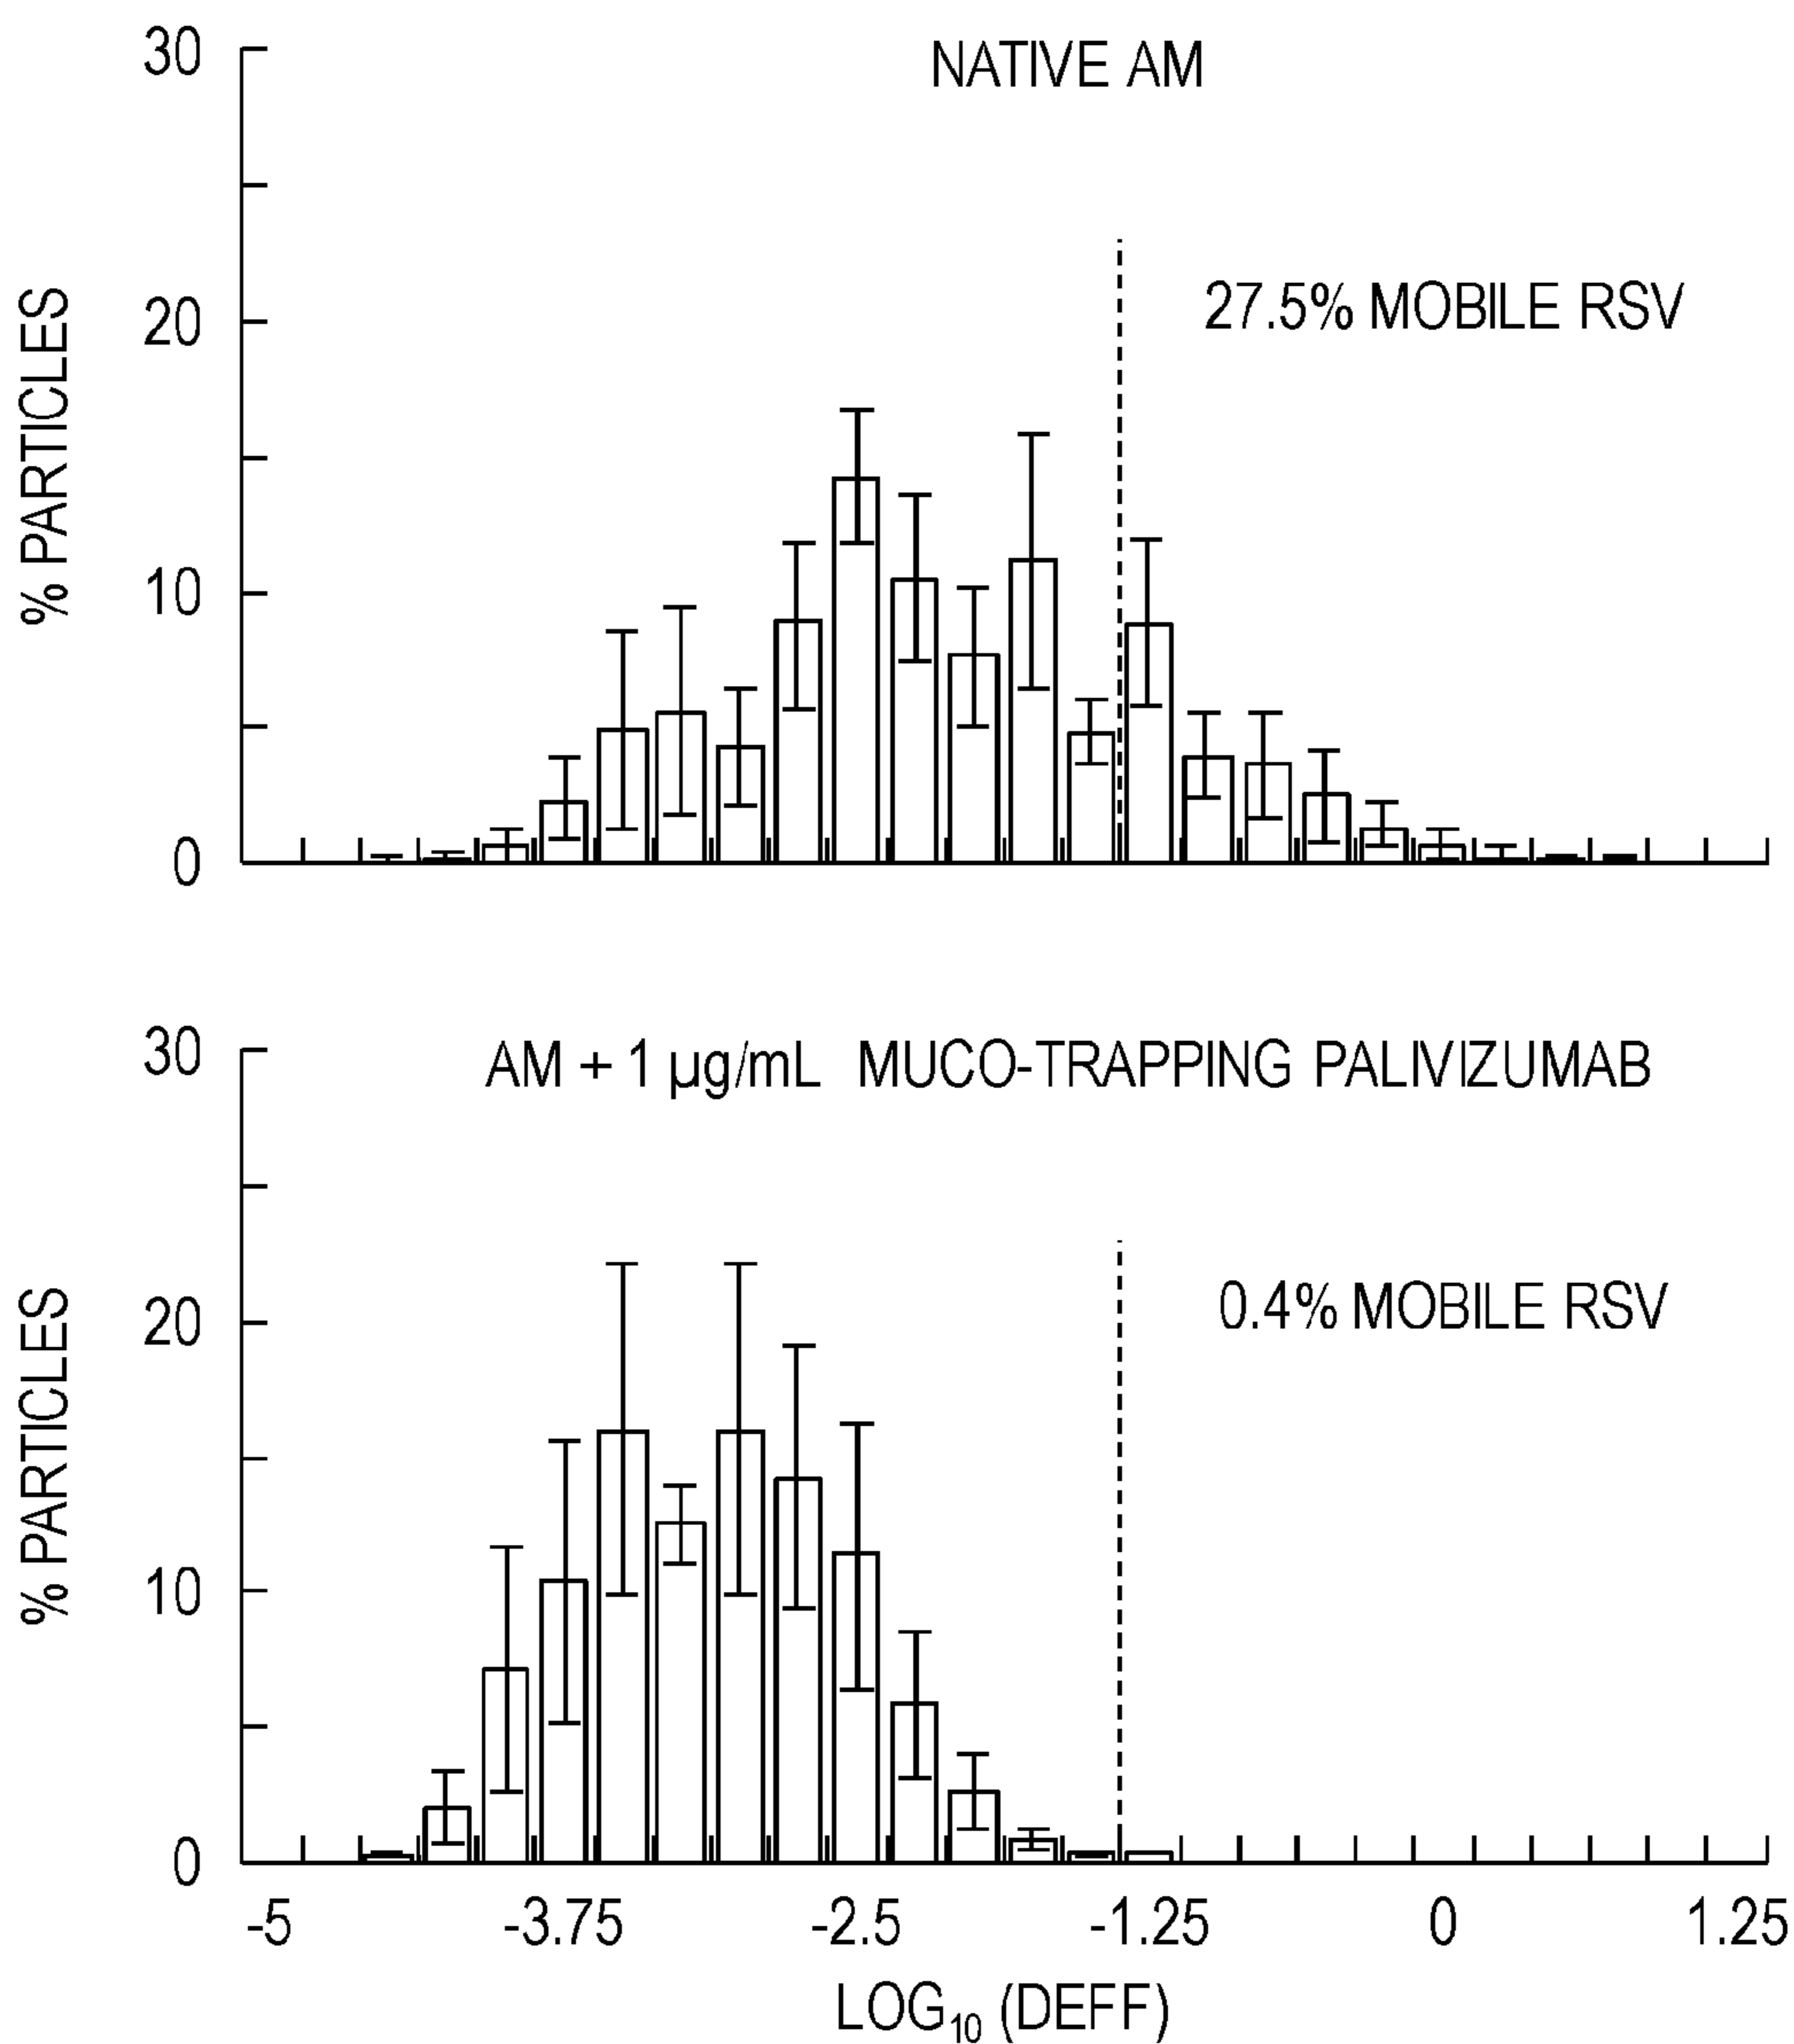 NATIVE AM
30
20
10
0
% PARTICLES
27.5% MOBILE RSV
AM + 1 µg/mL MUCO-TRAPPING PALIVIZUMAB
30
20
10
0
% PARTICLES
0.4% MOBILE RSV
-5 -3.75 -2.5 -1.25 0 1.25
LOG₁₀ (DEFF)